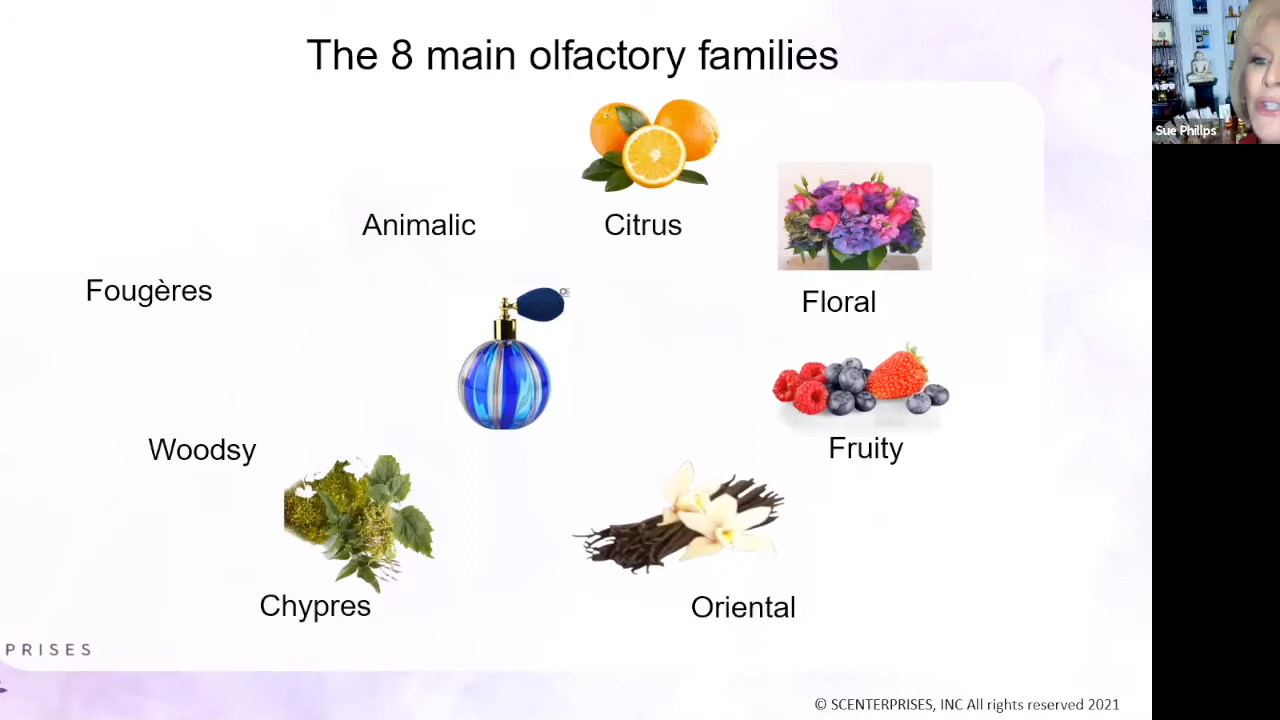 The 8 main olfactory families
Sue Phillps
Animalic
Citrus
Fougères
Floral
Woodsy
Fruity
Chypres
Oriental
PRISES
© SCENTERPRISES, INC All rights reserved 2021